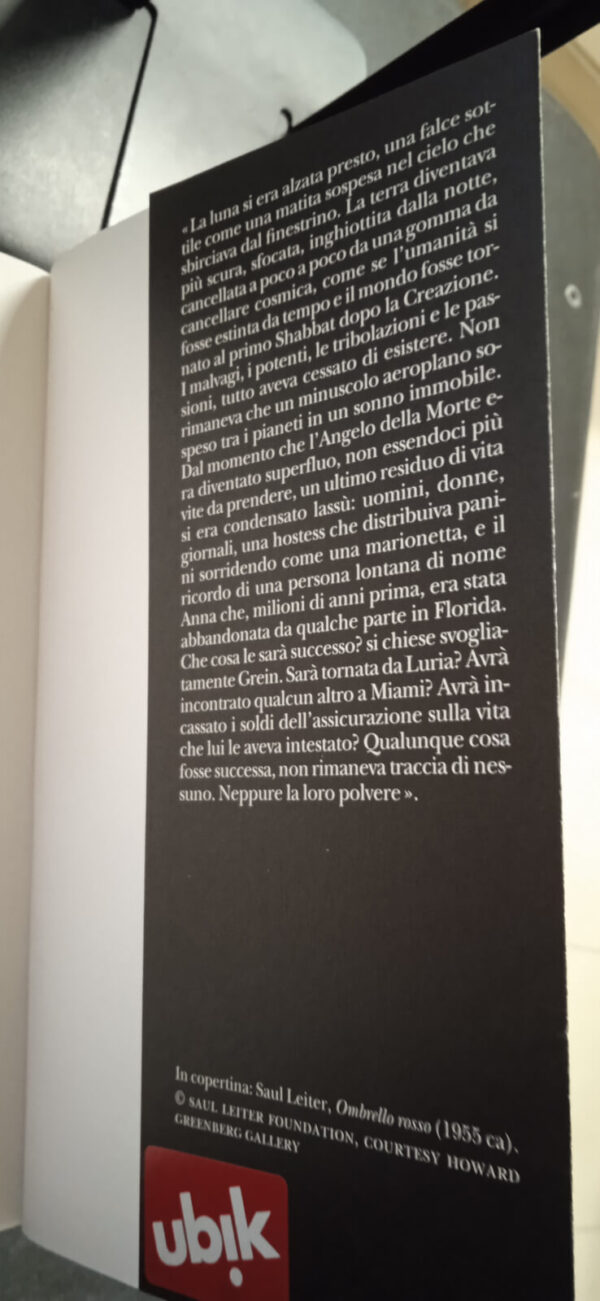 « La luna si era alzata presto, una falce sot-
tile come una matita sospesa nel cielo che
sbirciava dal finestrino. La terra diventava
più scura, sfocata, inghiottita dalla notte,
cancellata a poco a poco da una gomma da
cancellare cosmica, come se l'umanità si
fosse estinta da tempo e il mondo fosse tor-
nato al primo Shabbat dopo la Creazione.
I malvagi, i potenti, le tribolazioni e le pas-
sioni, tutto aveva cessato di esistere. Non
rimaneva che un minuscolo aeroplano so-
speso tra i pianeti in un sonno immobile.
Dal momento che l'Angelo della Morte e-
ra diventato superfluo, non essendoci più
vite da prendere, un ultimo residuo di vita
si era condensato lassù: uomini, donne,
giornali, una hostess che distribuiva pani-
ni sorridendo come una marionetta, e il
ricordo di una persona lontana di nome
Anna che, milioni di anni prima, era stata
abbandonata da qualche parte in Florida.
Che cosa le sarà successo? si chiese svoglia-
tamente Grein. Sarà tornata da Luria? Avrà
incontrato qualcun altro a Miami? Avrà in-
cassato i soldi dell'assicurazione sulla vita
che lui le aveva intestato? Qualunque cosa
fosse successa, non rimaneva traccia di nes-
suno. Neppure la loro polvere ».
In copertina: Saul Leiter, Ombrello rosso (1955 ca).
© SAUL LEITER FOUNDATION, COURTESY HOWARD
GREENBERG GALLERY
ubik